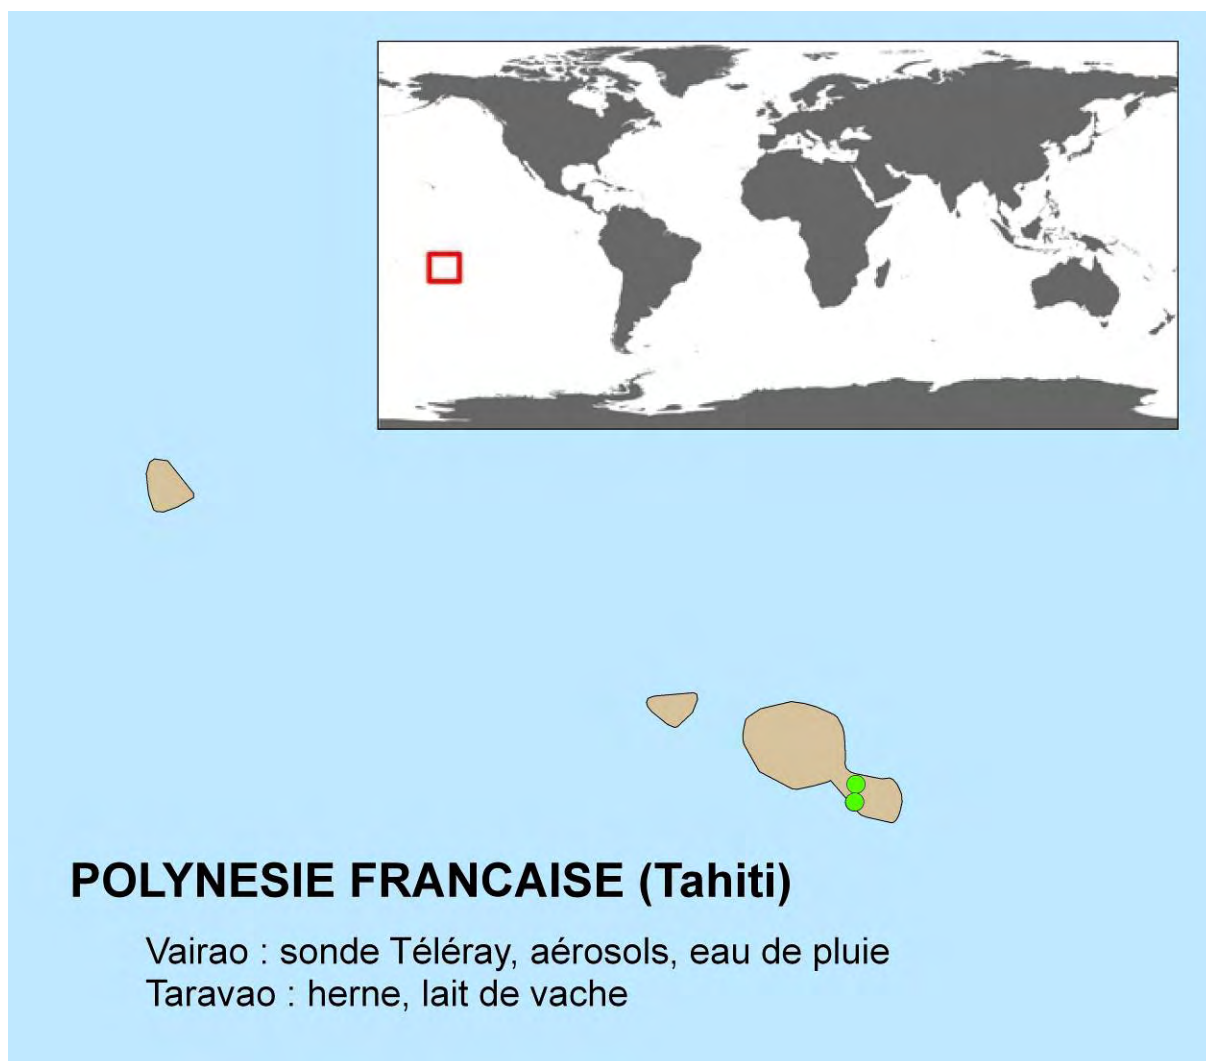 POLYNESIE FRANCAISE (Tahiti)
Vairao : sonde Téléray, aérosols, eau de pluie
Taravao : herne, lait de vache